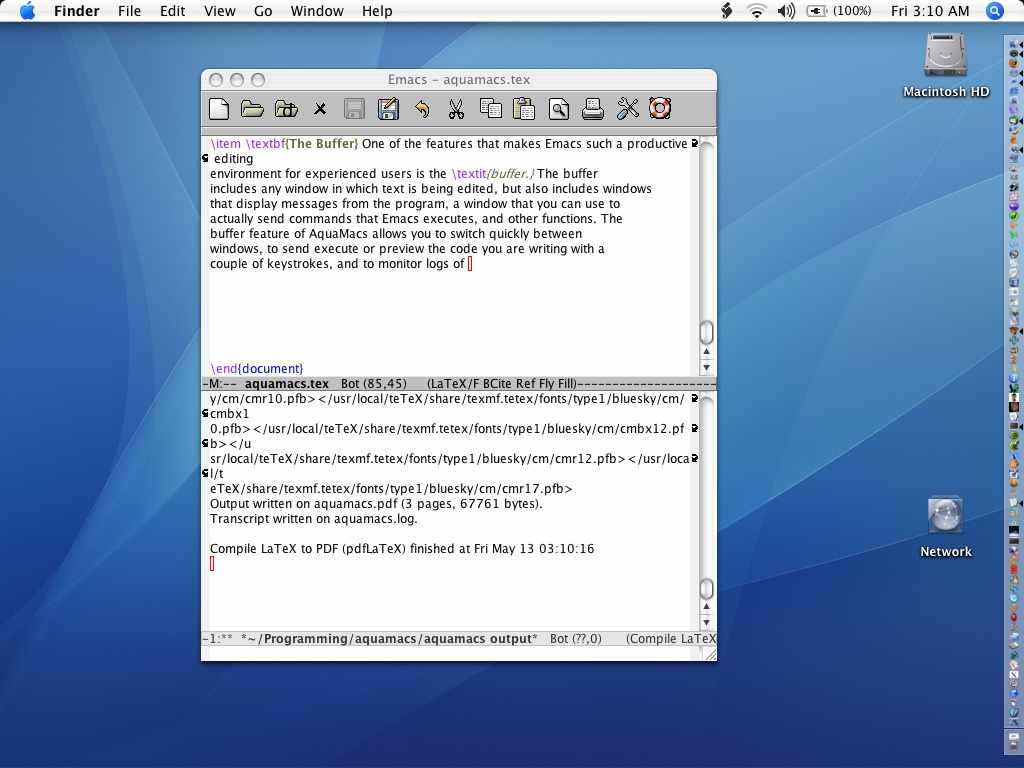 Finder File Edit View Go Window Help (100%) Fri 3:10 AM
Macintosh HD
Emacs – aquamacs.tex
\item \textbf{The Buffer} One of the features that makes Emacs such a productive
editing
environment for experienced users is the \textit{buffer.} The buffer
includes any window in which text is being edited, but also includes windows
that display messages from the program, a window that you can use to
actually send commands that Emacs executes, and other functions. The
buffer feature of AquaMacs allows you to switch quickly between
windows, to send execute or preview the code you are writing with a
couple of keystrokes, and to monitor logs of
\end{document}
-M:-- aquamacs.tex Bot (85,45) (LaTeX/F BCite Ref Fly Fill)--------------------
y/cm/cmr10.pfb></usr/local/teTeX/share/texmf.tetex/fonts/type1/bluesky/cm/
cmbx1
0.pfb></usr/local/teTeX/share/texmf.tetex/fonts/type1/bluesky/cm/cmbx12.pf
b></u
sr/local/teTeX/share/texmf.tetex/fonts/type1/bluesky/cm/cmr12.pfb></usr/loca
l/t
eTeX/share/texmf.tetex/fonts/type1/bluesky/cm/cmr17.pfb>
Output written on aquamacs.pdf (3 pages, 67761 bytes).
Transcript written on aquamacs.log.
Compile LaTeX to PDF (pdfLaTeX) finished at Fri May 13 03:10:16
-1:** *~/Programming/aquamacs/aquamacs output* Bot (??,0) (Compile LaTeX
Network